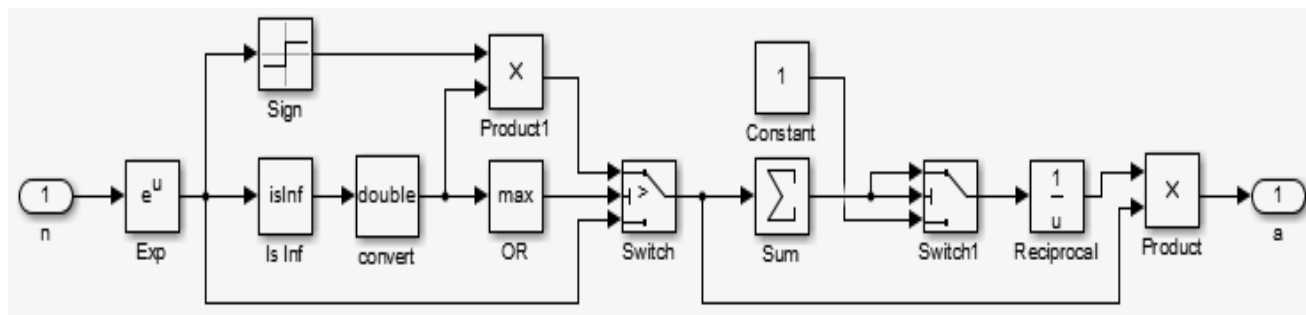 Sign
X
Product1
1
Constant
1
n
e^u
Exp
isInf
Is Inf
double
convert
max
OR
>
Switch
Sum
Switch1
1
u
Reciprocal
X
Product
1
a